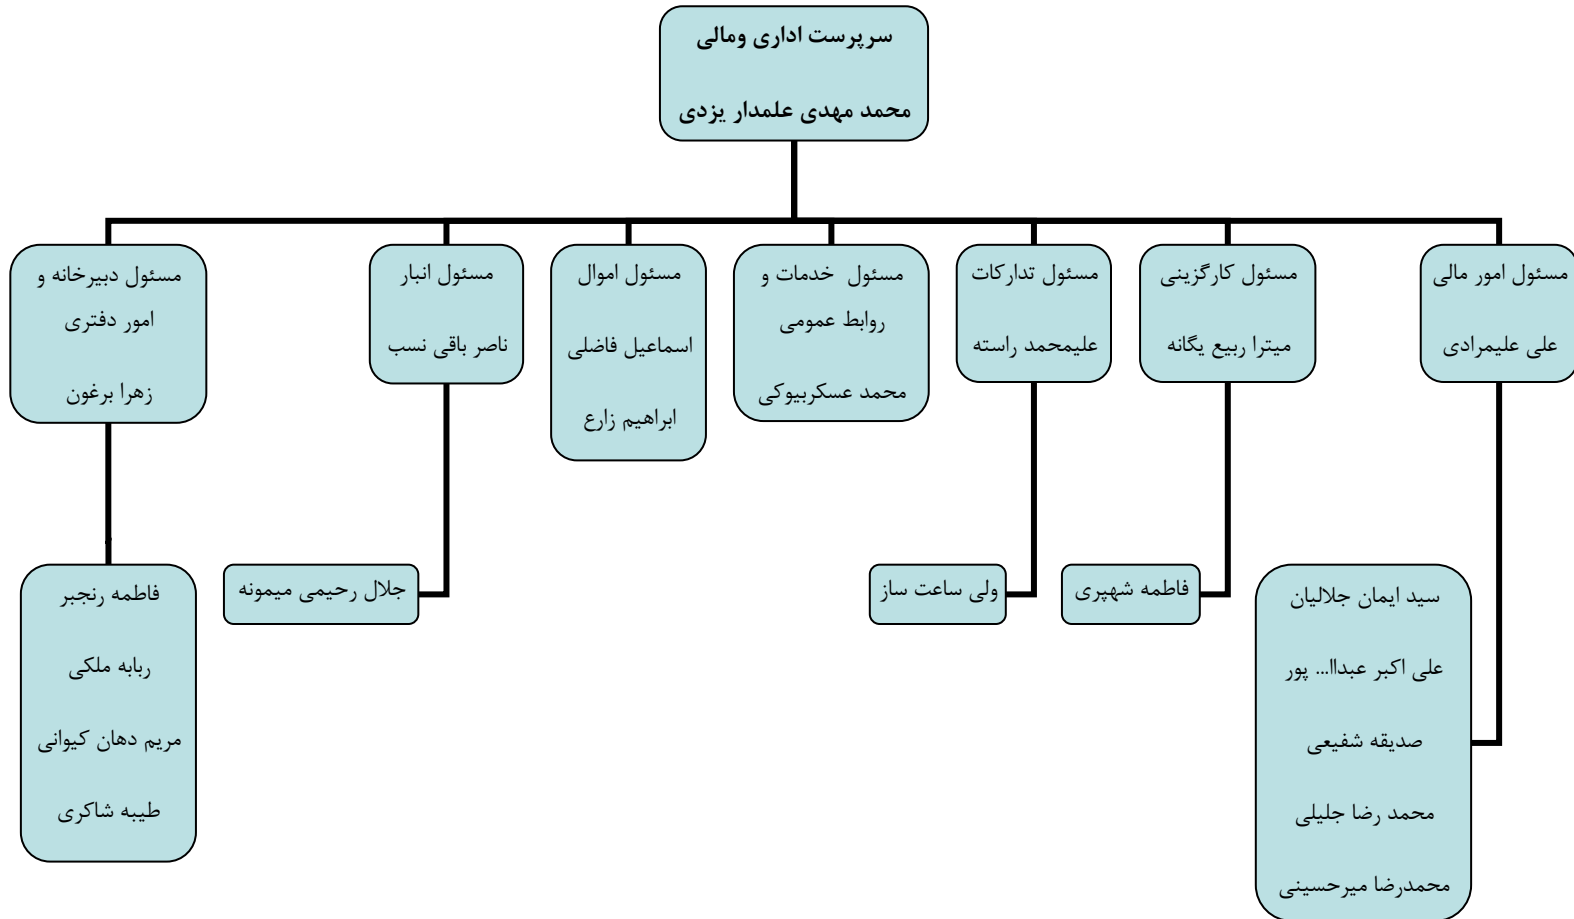 سرپرست اداری ومالی
محمد مهدی علمدار یزدی
مسئول امور مالی
علی علیمرادی
مسئول کارگزینی
میترا ربیع یگانه
مسئول تدارکات
علیمحمد راسته
مسئول خدمات و
روابط عمومی
محمد عسکربیوکی
مسئول اموال
اسماعیل فاضلی
ابراهیم زارع
مسئول انبار
ناصر باقی نسب
مسئول دبیرخانه و
امور دفتری
زهرا برغون
سید ایمان جلالیان
علی اکبر عبداا... پور
صدیقه شفیعی
محمد رضا جلیلی
محمدرضا میرحسینی
فاطمه شهپری
ولی ساعت ساز
جلال رحیمی میمونه
فاطمه رنجبر
ربابه ملکی
مریم دهان کیوانی
طیبه شاکری